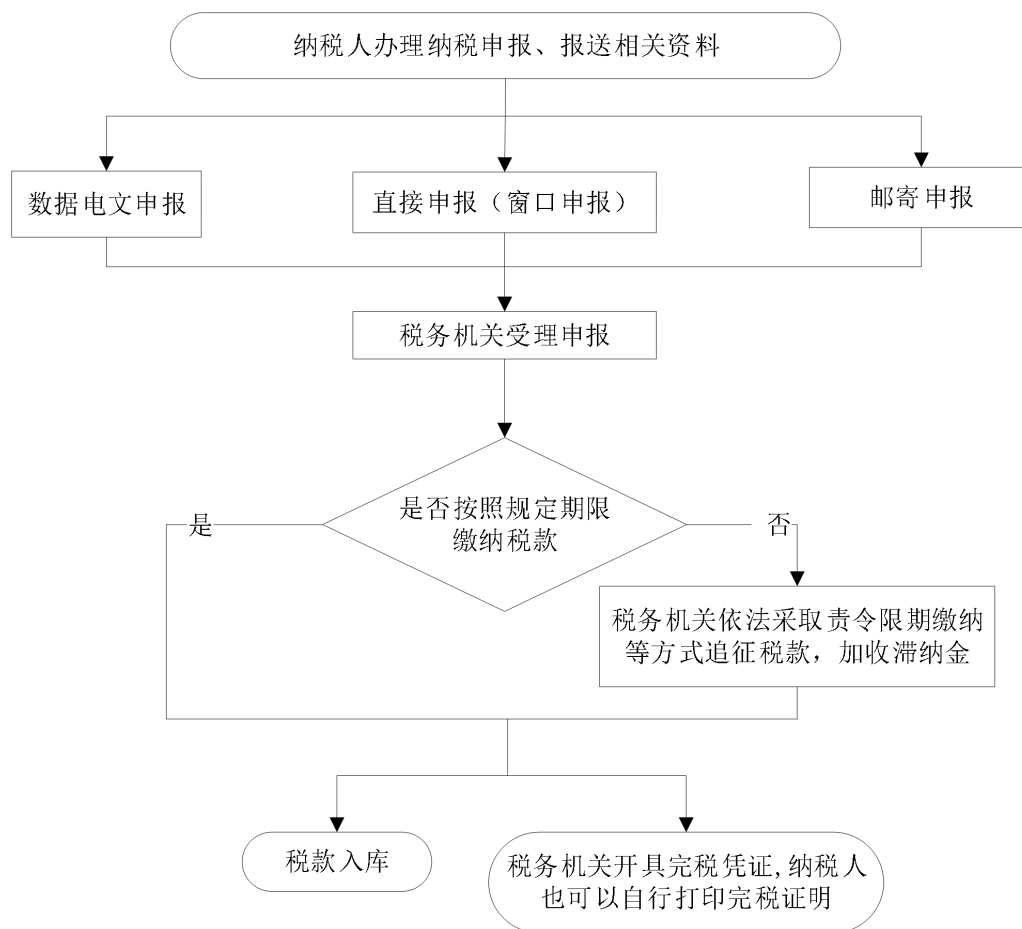 纳税人办理纳税申报、报送相关资料
数据电文申报
直接申报（窗口申报）
邮寄申报
税务机关受理申报
是否按照规定期限
缴纳税款
是
否
税务机关依法采取责令限期缴纳
等方式追征税款，加收滞纳金
税款入库
税务机关开具完税凭证,纳税人
也可以自行打印完税证明